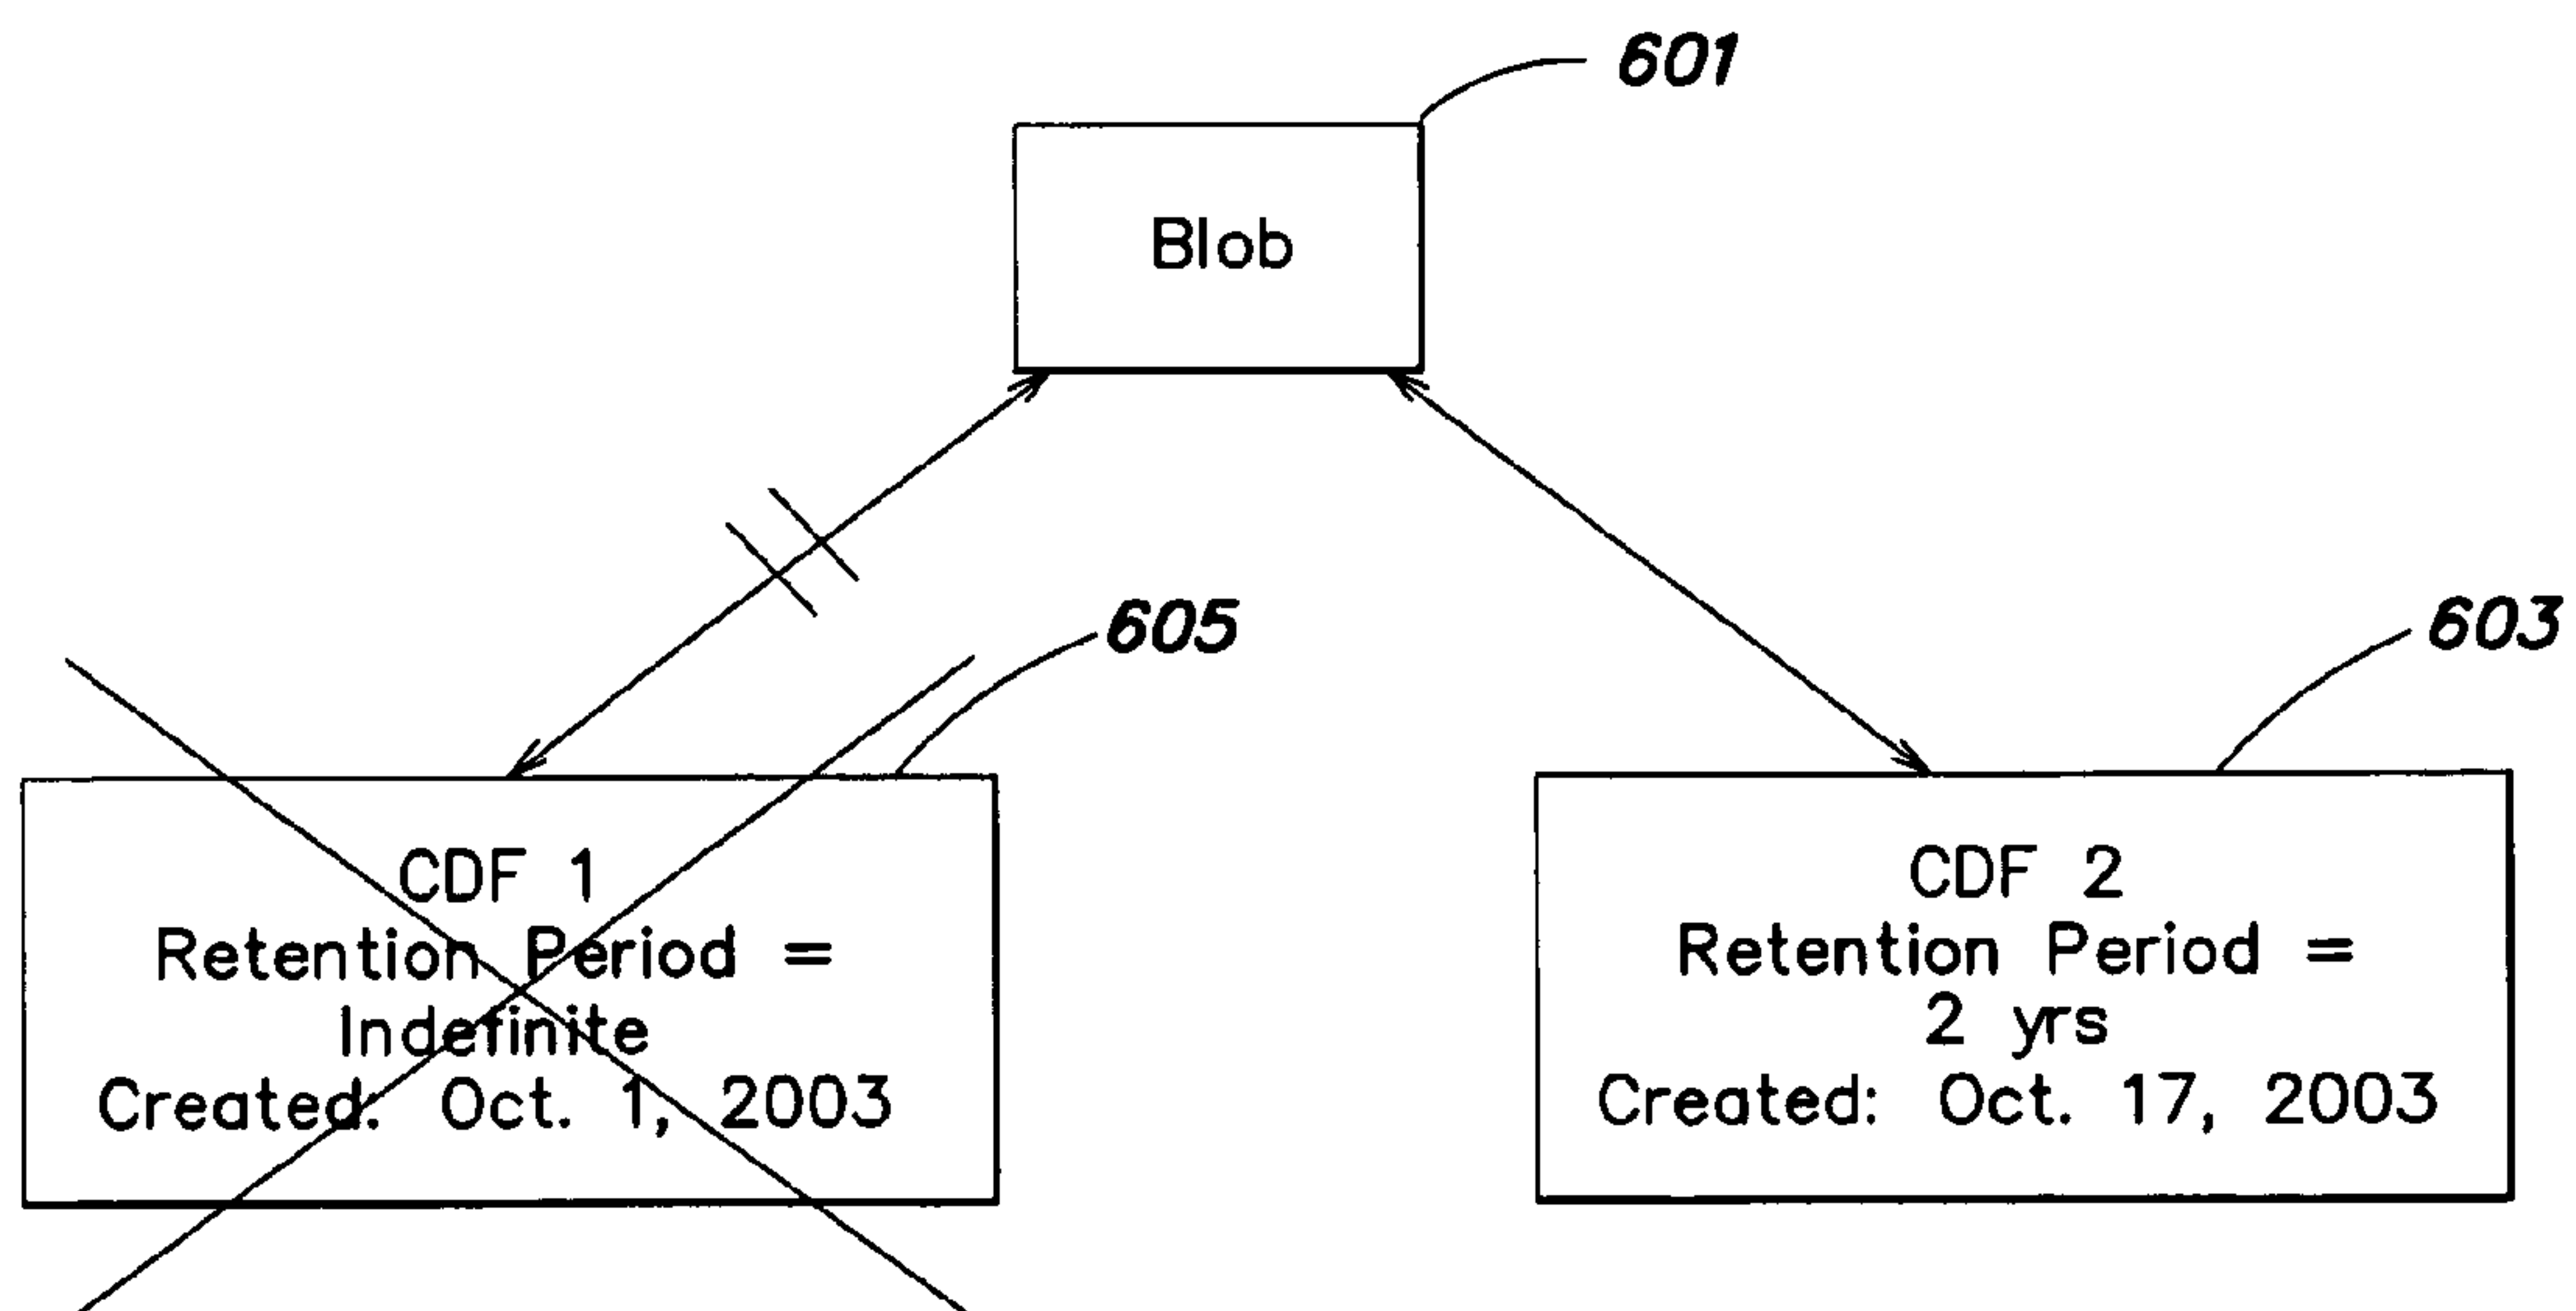 601
Blob
605
603
CDF 1
Retention Period =
Indefinite
Created: Oct. 1, 2003
CDF 2
Retention Period =
2 yrs
Created: Oct. 17, 2003